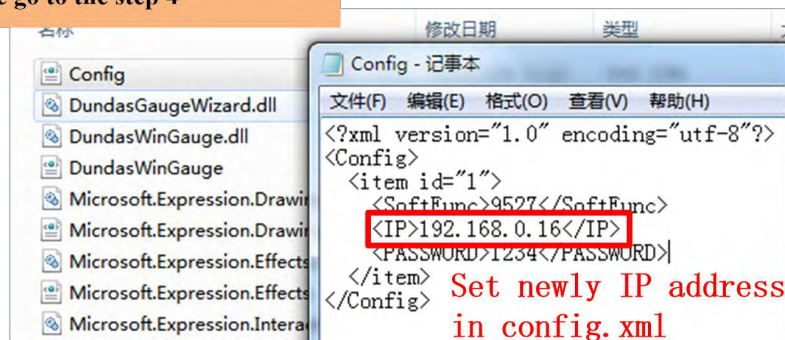 go to the step 4
名称 修改日期 类型
Config
DundasGaugeWizard.dll
DundasWinGauge.dll
DundasWinGauge
Microsoft.Expression.Drawin
Microsoft.Expression.Drawin
Microsoft.Expression.Effects
Microsoft.Expression.Effects
Microsoft.Expression.Intera
Config - 记事本
文件(F) 编辑(E) 格式(O) 查看(V) 帮助(H)
<?xml version="1.0" encoding="utf-8"?>
<Config>
<item id="1">
<SoftFunc>9527</SoftFunc>
<IP>192.168.0.16</IP>
<PASSWORD>1234</PASSWORD>
</item>
</Config>
Set newly IP address
in config.xml